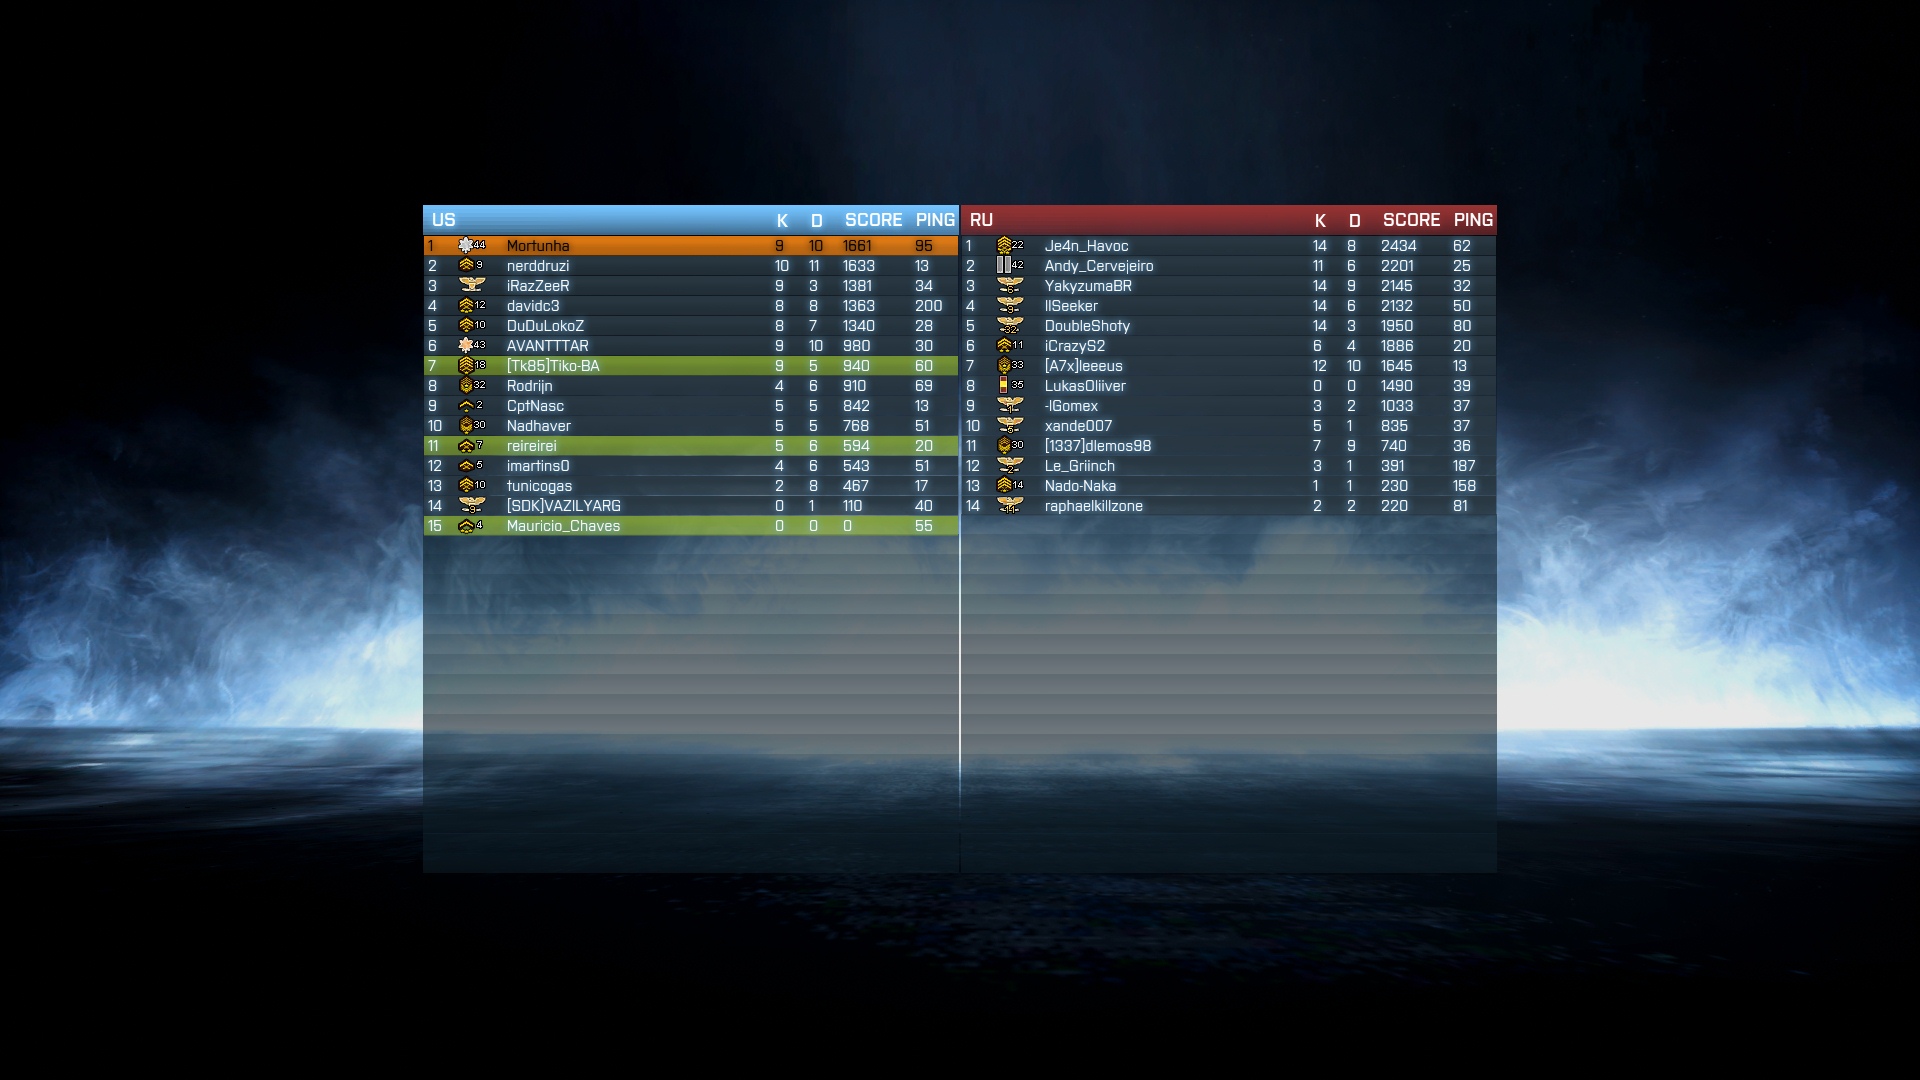 US K D SCORE PING
1 44 Mortunha 9 10 1661 95
2 9 nerddruzi 10 11 1633 13
3 iRazZeeR 9 3 1381 34
4 12 davidc3 8 8 1363 200
5 10 DuDuLokoZ 8 7 1340 28
6 43 AVANTTTAR 9 10 980 30
7 18 [Tk85]Tiko-BA 9 5 940 60
8 32 Rodrijn 4 6 910 69
9 2 CptNasc 5 5 842 13
10 30 Nadhaver 5 5 768 51
11 7 reireirei 5 6 594 20
12 5 imartins0 4 6 543 51
13 10 tunicogas 2 8 467 17
14 9 [SDK]VAZILYARG 0 1 110 40
15 4 Mauricio_Chaves 0 0 0 55
RU K D SCORE PING
1 22 Je4n_Havoc 14 8 2434 62
2 42 Andy_Cervejeiro 11 6 2201 25
3 6 YakyzumaBR 14 9 2145 32
4 9 IlSeeker 14 6 2132 50
5 32 DoubleShoty 14 3 1950 80
6 11 iCrazyS2 6 4 1886 20
7 33 [A7x]leeeus 12 10 1645 13
8 35 LukasOliiver 0 0 1490 39
9 1 -lGomex 3 2 1033 37
10 5 xande007 5 1 835 37
11 30 [1337]dlemos98 7 9 740 36
12 2 Le_Griinch 3 1 391 187
13 14 Nado-Naka 1 1 230 158
14 11 raphaelkillzone 2 2 220 81